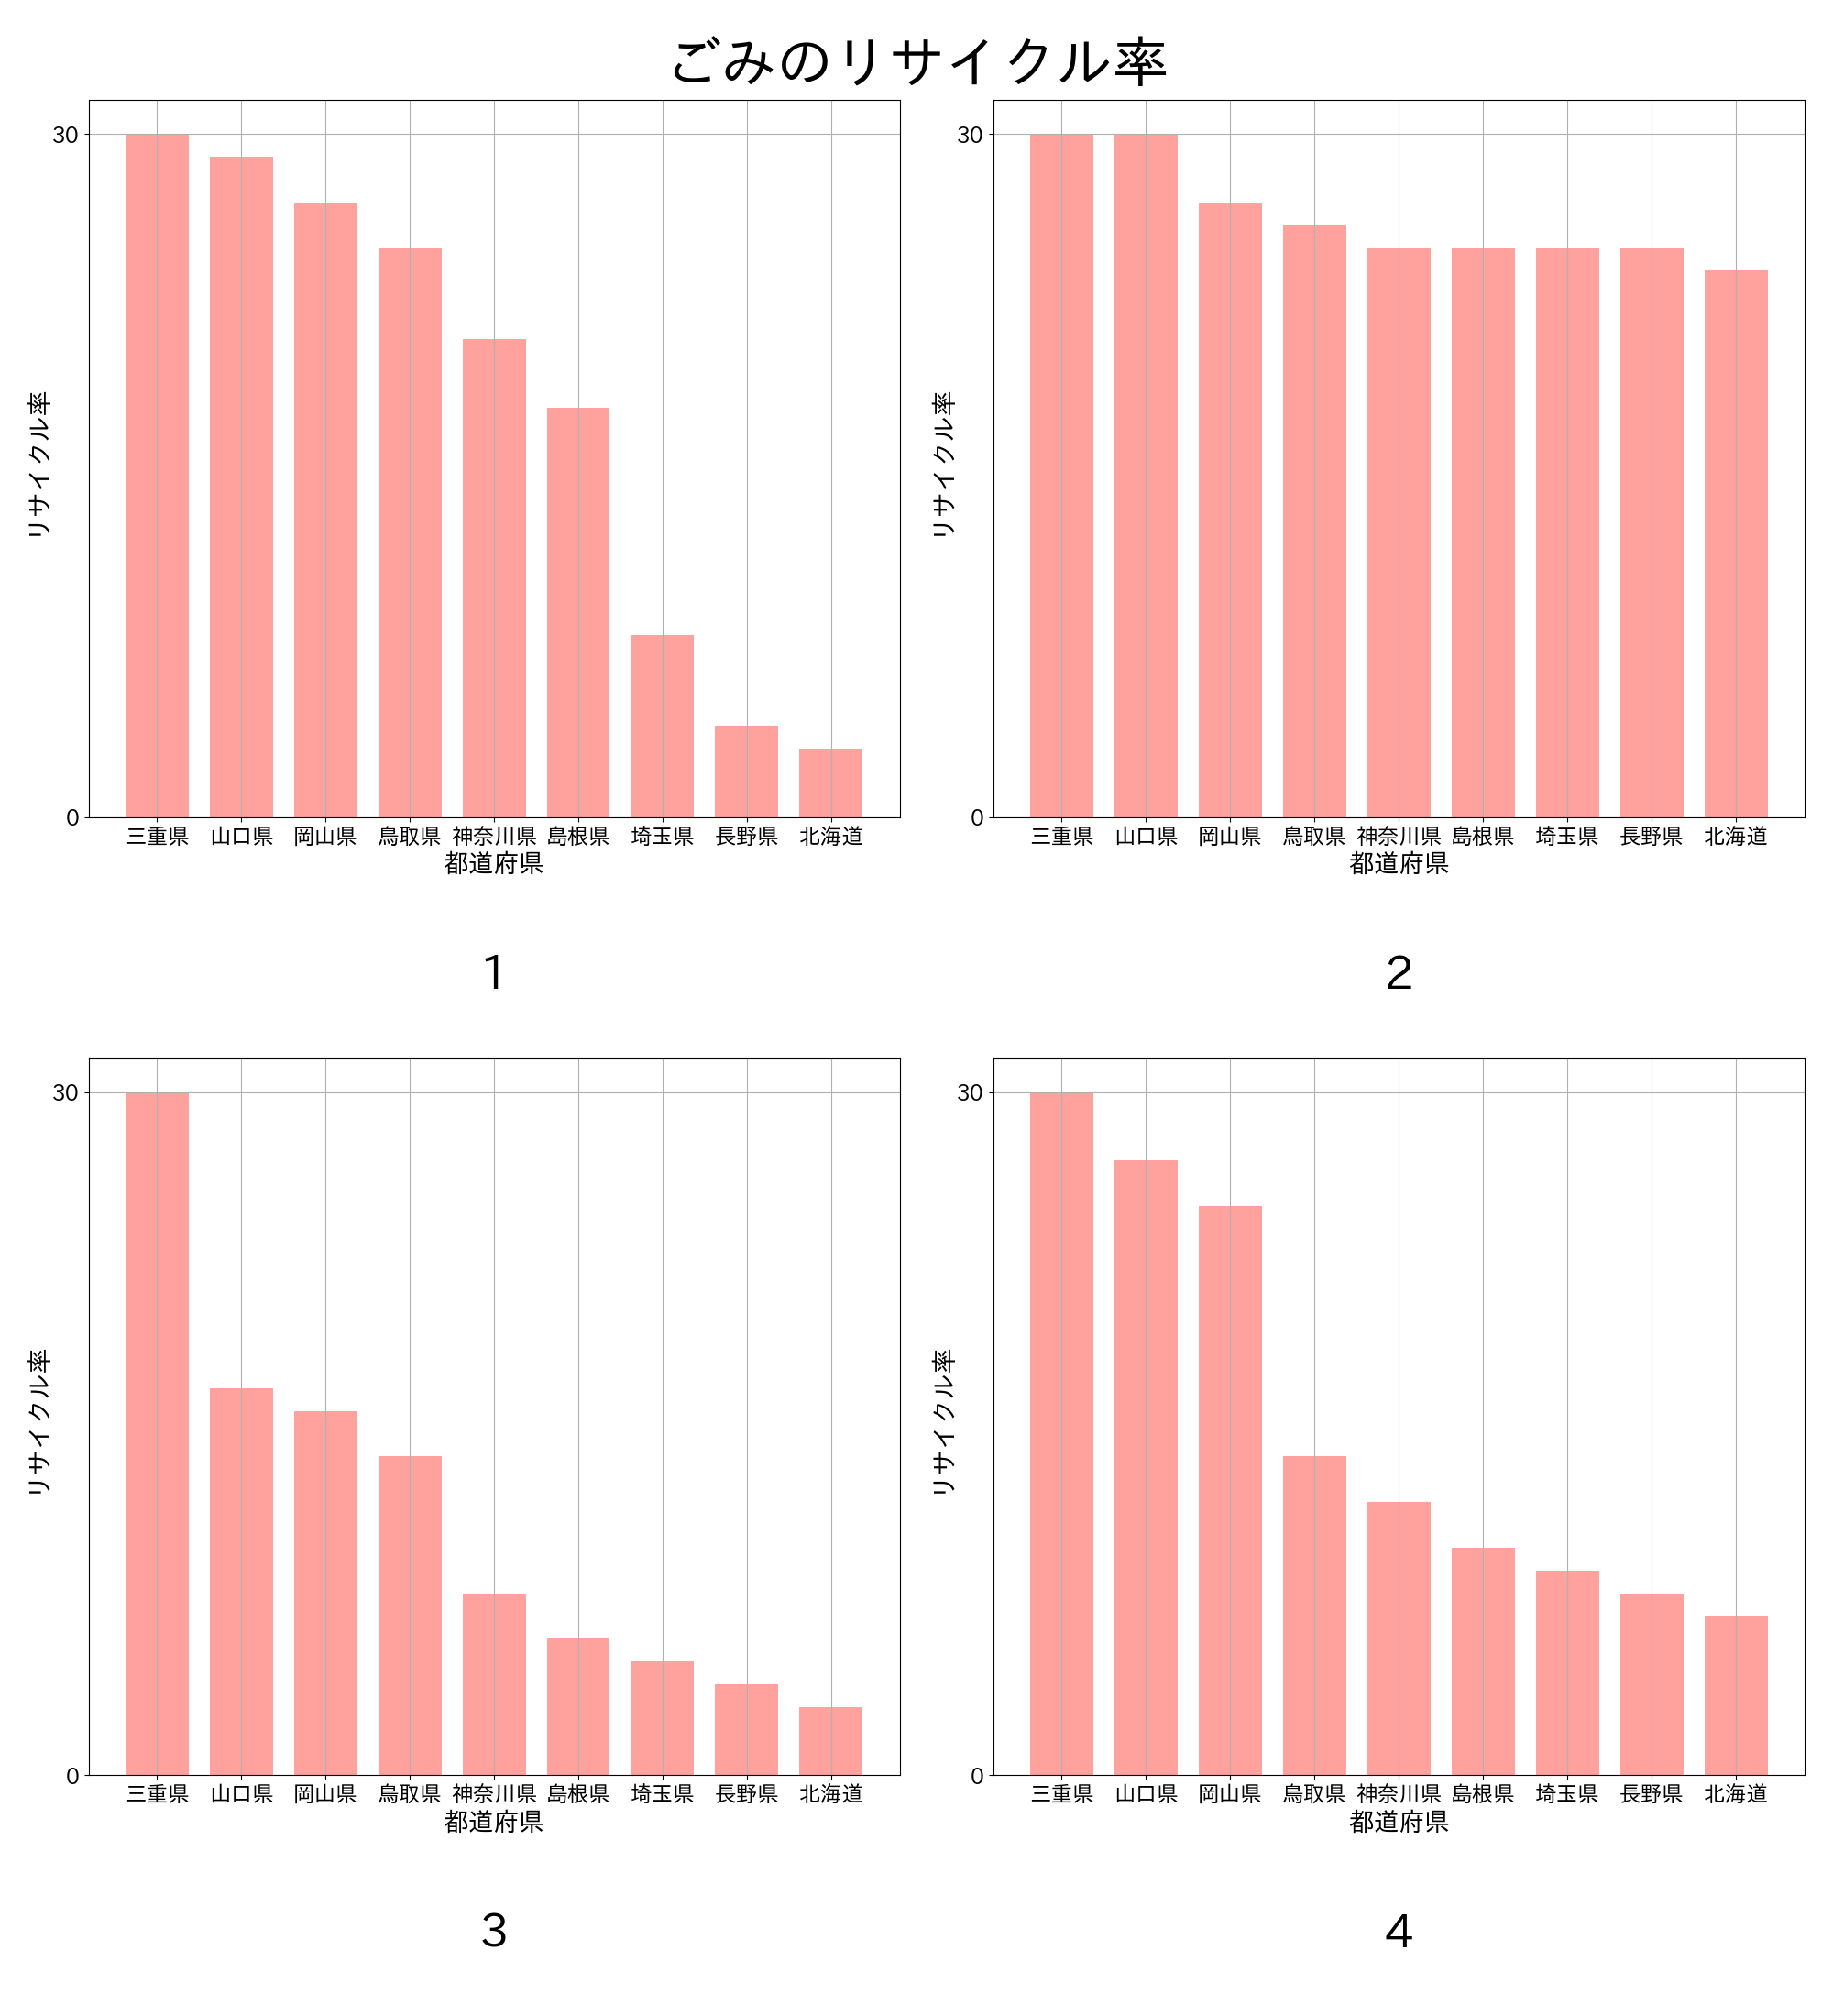 ごみのリサイクル率
30
0
リサイクル率
三重県 山口県 岡山県 鳥取県 神奈川県 島根県 埼玉県 長野県 北海道
都道府県
1
30
0
リサイクル率
三重県 山口県 岡山県 鳥取県 神奈川県 島根県 埼玉県 長野県 北海道
都道府県
2
30
0
リサイクル率
三重県 山口県 岡山県 鳥取県 神奈川県 島根県 埼玉県 長野県 北海道
都道府県
3
30
0
リサイクル率
三重県 山口県 岡山県 鳥取県 神奈川県 島根県 埼玉県 長野県 北海道
都道府県
4